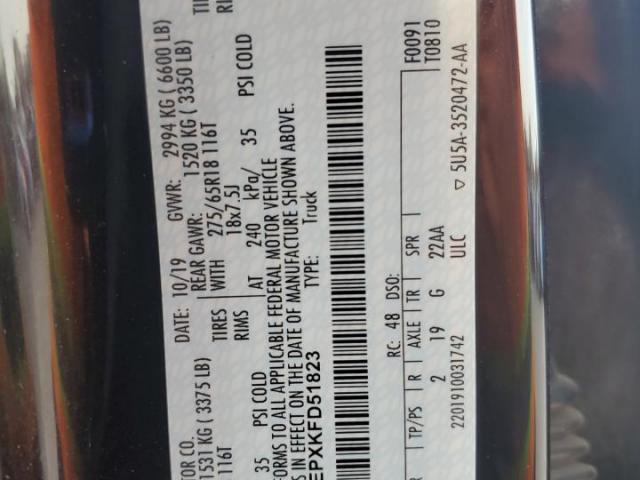 TOR CO.
DATE: 10/19 GVWR: 2994 KG ( 6600 LB)
1531 KG ( 3375 LB) REAR GAWR: 1520 KG ( 3350 LB)
116T TIRES WITH 275/65R18 116T
RIMS 18x7.5J
35 PSI COLD AT 240 kPa/ 35 PSI COLD
FORMS TO ALL APPLICABLE FEDERAL MOTOR VEHICLE
S IN EFFECT ON THE DATE OF MANUFACTURE SHOWN ABOVE.
EPXKFD51823 TYPE: Truck
F0091
T0810
RC: 48 DSO:
TP/PS R AXLE TR SPR
2 19 G 22AA
2201910003174 2 ULC ▽ 5U5A-3520472-AA